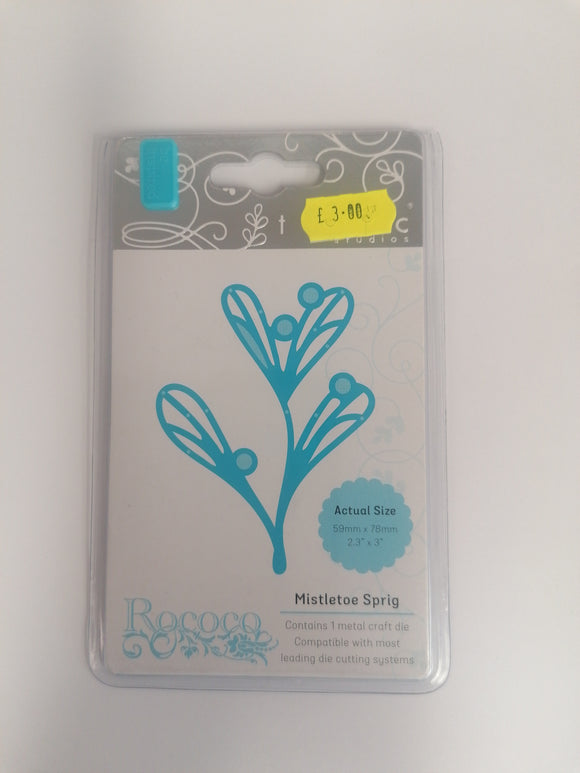 £ 3.00
studios
Actual Size
59mm x 78mm
2.3" x 3"
Mistletoe Sprig
Rococo
Contains 1 metal craft die
Compatible with most
leading die cutting systems